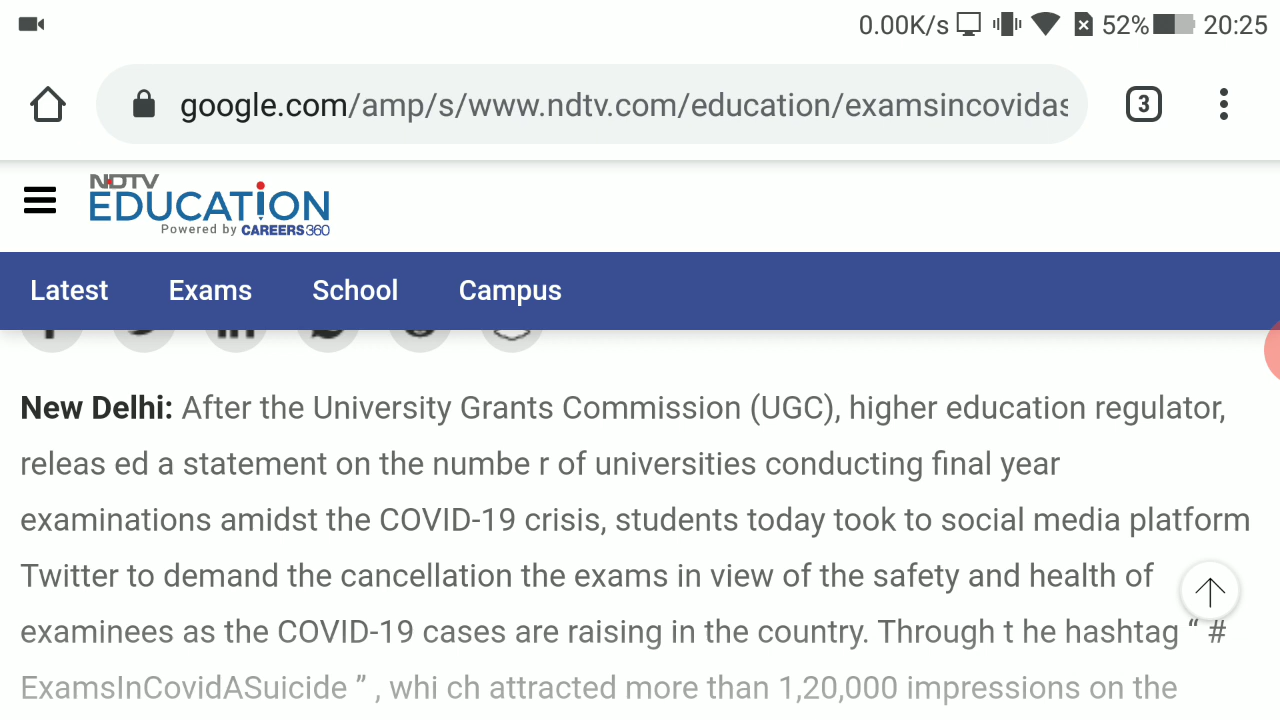 0.00K/s 52% 20:25
google.com/amp/s/www.ndtv.com/education/examsincovidas
3
NDTV
EDUCATION
Powered by CAREERS360
Latest Exams School Campus
New Delhi: After the University Grants Commission (UGC), higher education regulator,
releas ed a statement on the numbe r of universities conducting final year
examinations amidst the COVID-19 crisis, students today took to social media platform
Twitter to demand the cancellation the exams in view of the safety and health of
examinees as the COVID-19 cases are raising in the country. Through t he hashtag “ #
ExamsInCovidASuicide ” , whi ch attracted more than 1,20,000 impressions on the